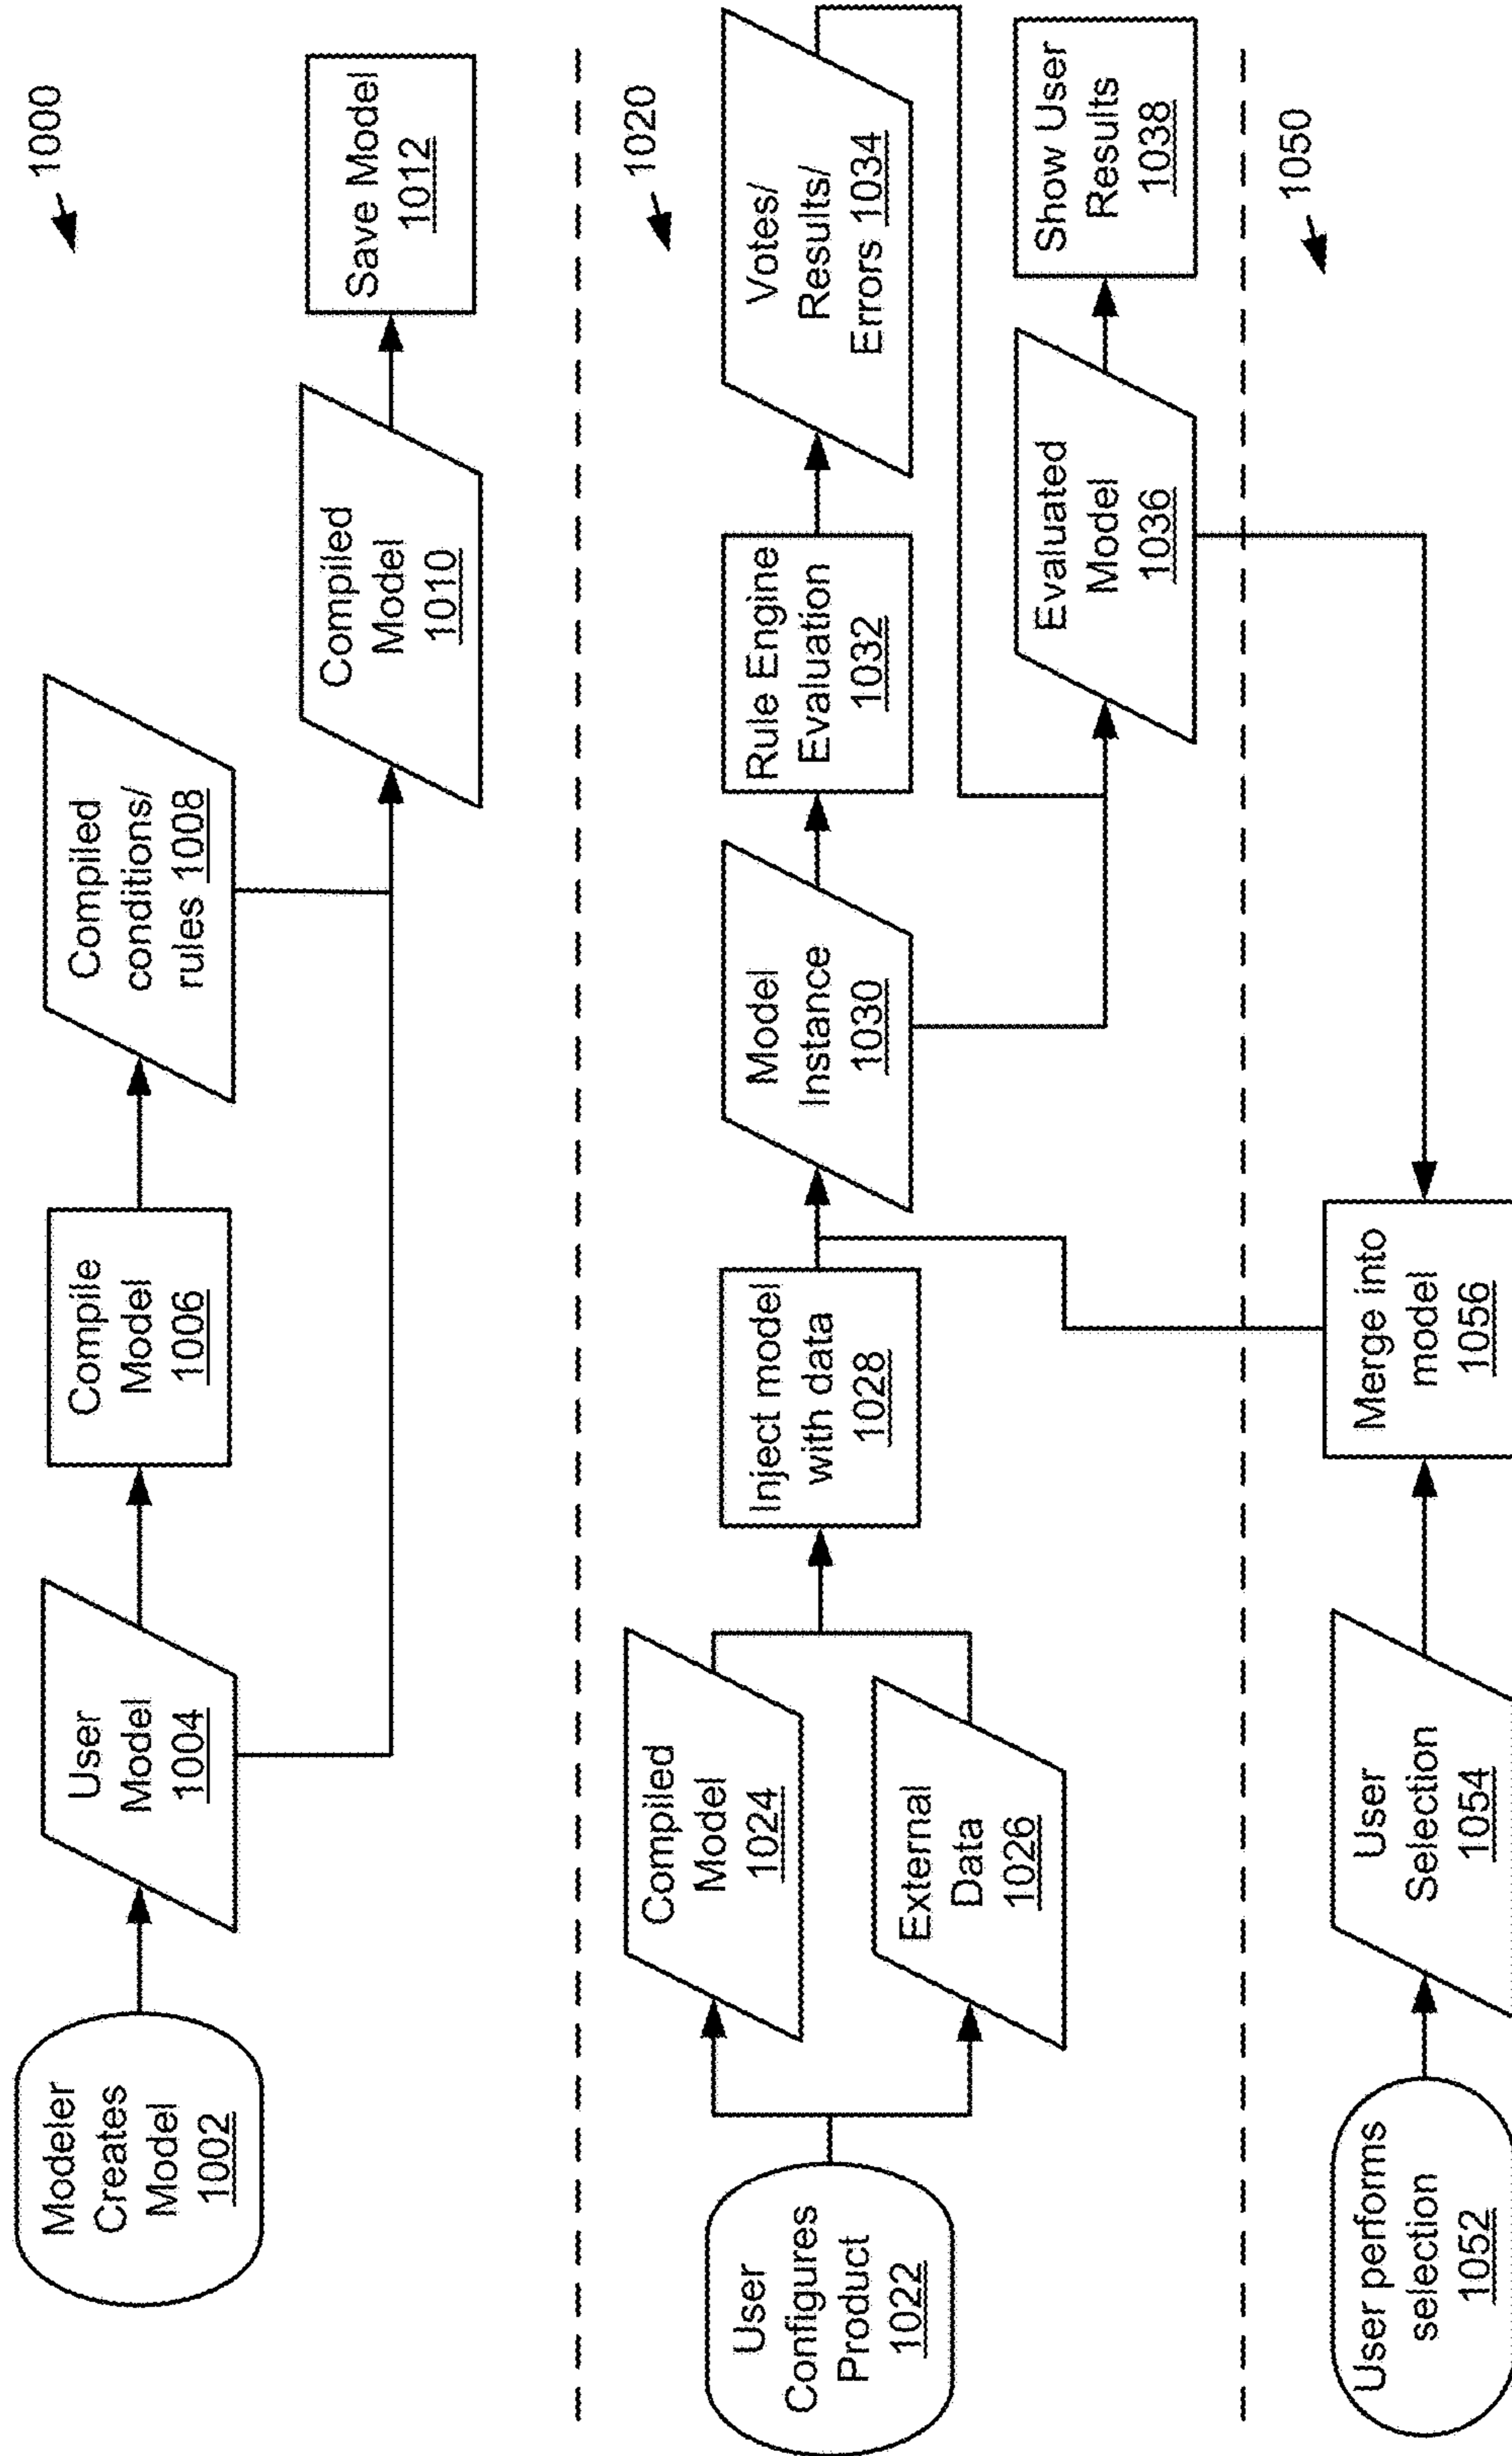 1000
Modeler
Creates
Model
1002
User
Model
1004
Compile
Model
1006
Compiled
conditions/
rules 1008
Compiled
Model
1010
Save Model
1012
1020
User
Configures
Product
1022
Compiled
Model
1024
External
Data
1026
Inject model
with data
1028
Model
Instance
1030
Rule Engine
Evaluation
1032
Votes/
Results/
Errors 1034
Evaluated
Model
1036
Show User
Results
1038
1050
User performs
selection
1052
User
Selection
1054
Merge into
model
1056